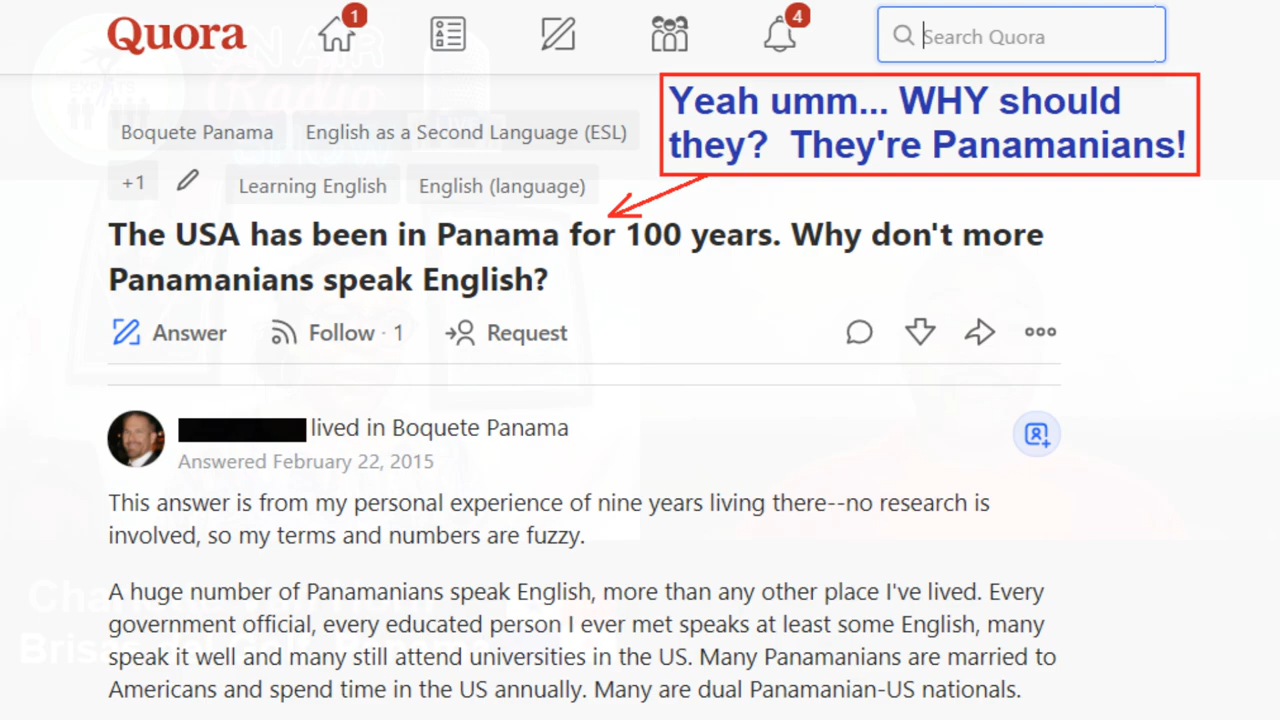 Quora
1
4
Search Quora
Yeah umm... WHY should
they? They're Panamanians!
Boquete Panama
English as a Second Language (ESL)
+1
Learning English
English (language)
The USA has been in Panama for 100 years. Why don't more
Panamanians speak English?
Answer
Follow · 1
Request
lived in Boquete Panama
Answered February 22, 2015
This answer is from my personal experience of nine years living there--no research is
involved, so my terms and numbers are fuzzy.
A huge number of Panamanians speak English, more than any other place I've lived. Every
government official, every educated person I ever met speaks at least some English, many
speak it well and many still attend universities in the US. Many Panamanians are married to
Americans and spend time in the US annually. Many are dual Panamanian-US nationals.
ON AIR
Radio
SHOW